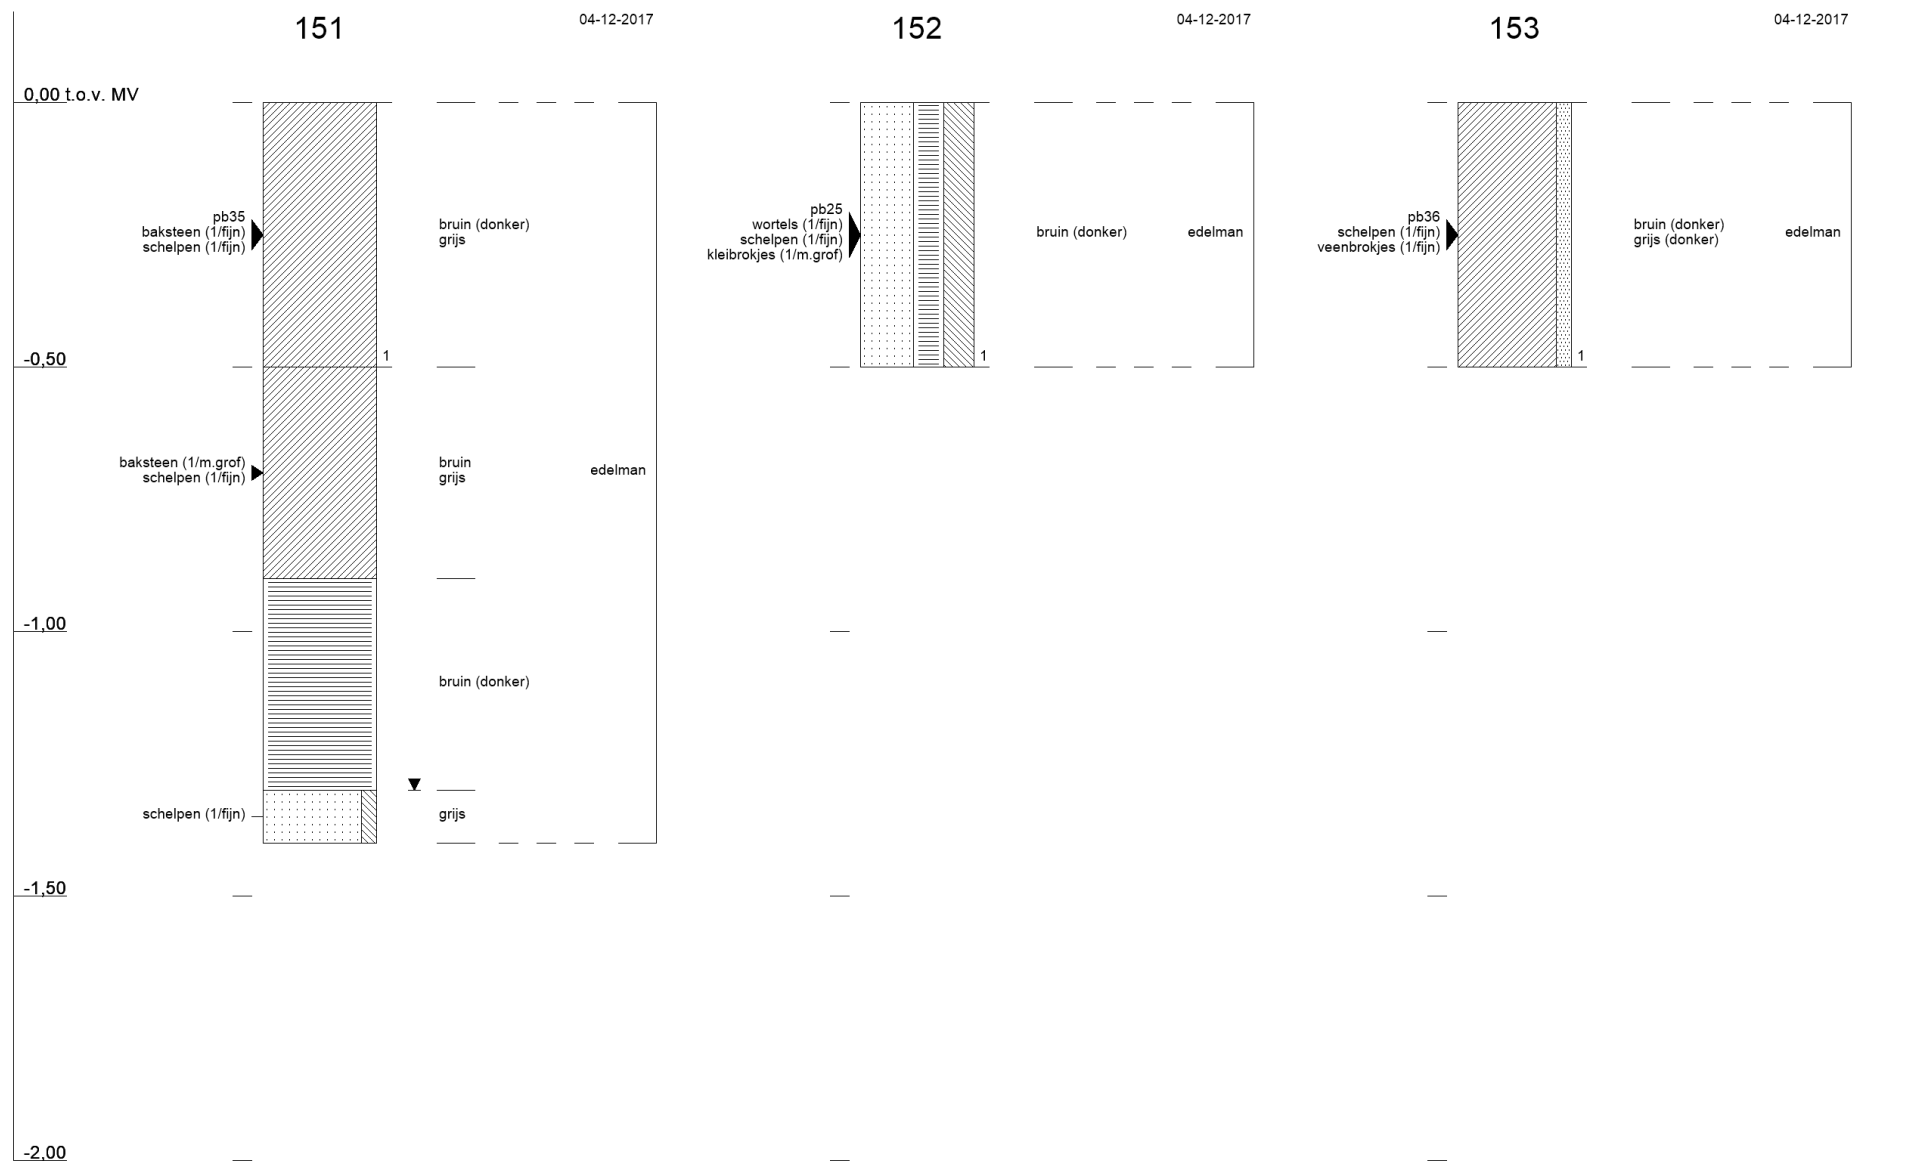 151
04-12-2017
152
04-12-2017
153
04-12-2017
0,00 t.o.v. MV
pb35
baksteen (1/fijn)
schelpen (1/fijn)
bruin (donker)
grijs
pb25
wortels (1/fijn)
schelpen (1/fijn)
kleibrokjes (1/m.grof)
bruin (donker)
edelman
pb36
schelpen (1/fijn)
veenbrokjes (1/fijn)
bruin (donker)
grijs (donker)
edelman
-0,50
1
1
1
baksteen (1/m.grof)
schelpen (1/fijn)
bruin
grijs
edelman
-1,00
bruin (donker)
schelpen (1/fijn)
grijs
-1,50
-2,00